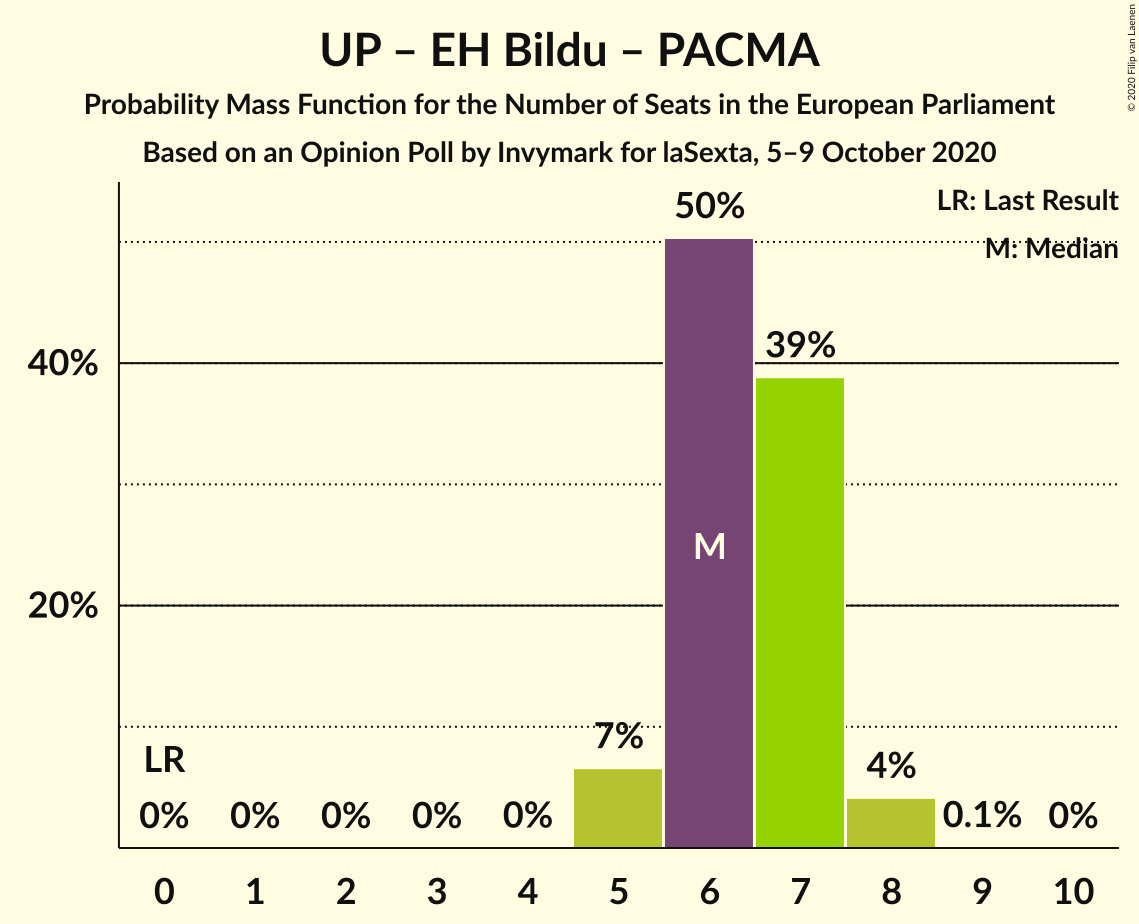 UP – EH Bildu – PACMA
Probability Mass Function for the Number of Seats in the European Parliament
Based on an Opinion Poll by Invymark for laSexta, 5–9 October 2020
© 2020 Filip van Laenen
LR: Last Result
M: Median
50%
39%
40%
M
20%
7%
4%
LR
0% 0% 0% 0% 0% 0.1% 0%
0 1 2 3 4 5 6 7 8 9 10